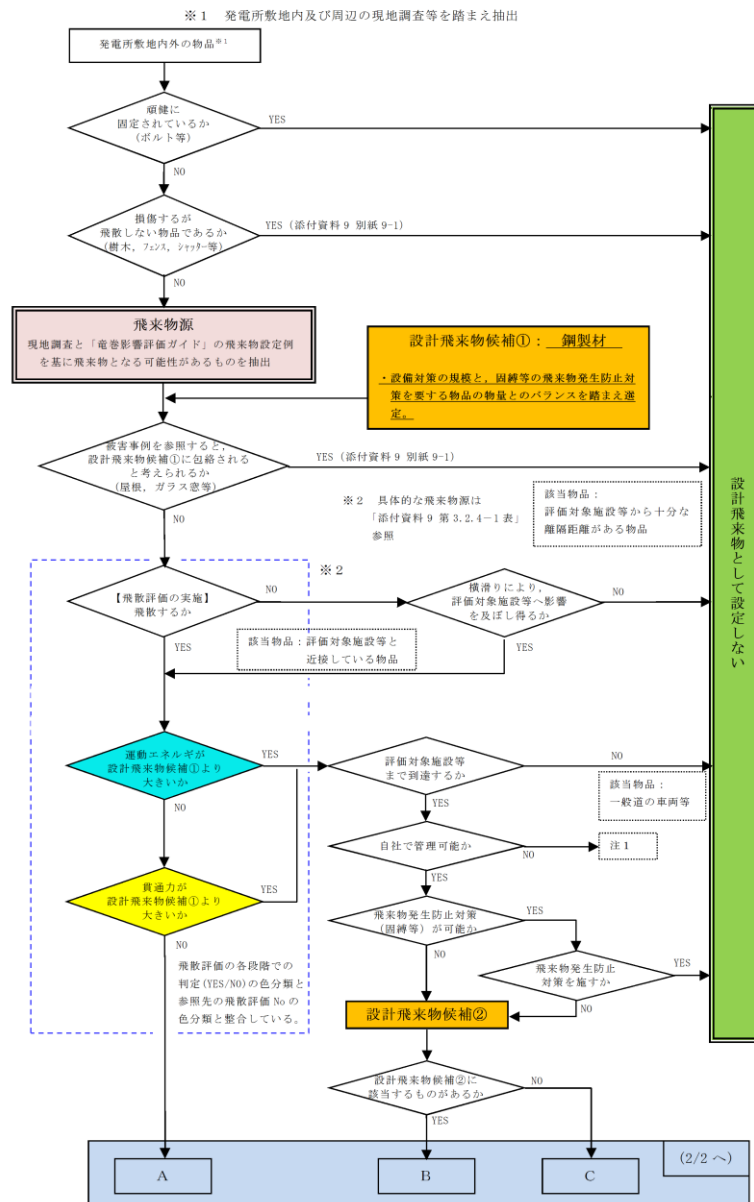 ※1 発電所敷地内及び周辺の現地調査等を踏まえ抽出
発電所敷地内外の物品※1
頑健に
固定されているか
(ボルト等)
YES
NO
損傷するが
飛散しない物品であるか
(樹木，フェンス，シャッター等)
YES (添付資料9 別紙9-1)
NO
飛来物源
現地調査と「竜巻影響評価ガイド」の飛来物設定例
を基に飛来物となる可能性があるものを抽出
設計飛来物候補①： 鋼製材
・設備対策の規模と，固縛等の飛来物発生防止対
策を要する物品の物量とのバランスを踏まえ選
定。
被害事例を参照すると，
設計飛来物候補①に包絡される
と考えられるか
(屋根，ガラス窓等)
YES (添付資料9 別紙9-1)
NO
※2 具体的な飛来物源は
「添付資料9 第3.2.4－1表」
参照
該当物品：
評価対象施設等から十分な
離隔距離がある物品
設計飛来物として設定しない
※2
【飛散評価の実施】
飛散するか
NO
YES
横滑りにより，
評価対象施設等へ影響
を及ぼし得るか
NO
YES
該当物品：評価対象施設等と
近接している物品
運動エネルギが
設計飛来物候補①より
大きいか
YES
NO
評価対象施設等
まで到達するか
NO
YES
該当物品：
一般道の車両等
自社で管理可能か
NO
注1
YES
貫通力が
設計飛来物候補①より
大きいか
YES
NO
飛来物発生防止対策
(固縛等) が可能か
YES
NO
飛来物発生防止
対策を施すか
YES
NO
飛散評価の各段階での
判定(YES/NO)の色分類と
参照先の飛散評価Noの
色分類と整合している。
設計飛来物候補②
設計飛来物候補②に
該当するものがあるか
NO
YES
(2/2へ)
A
B
C